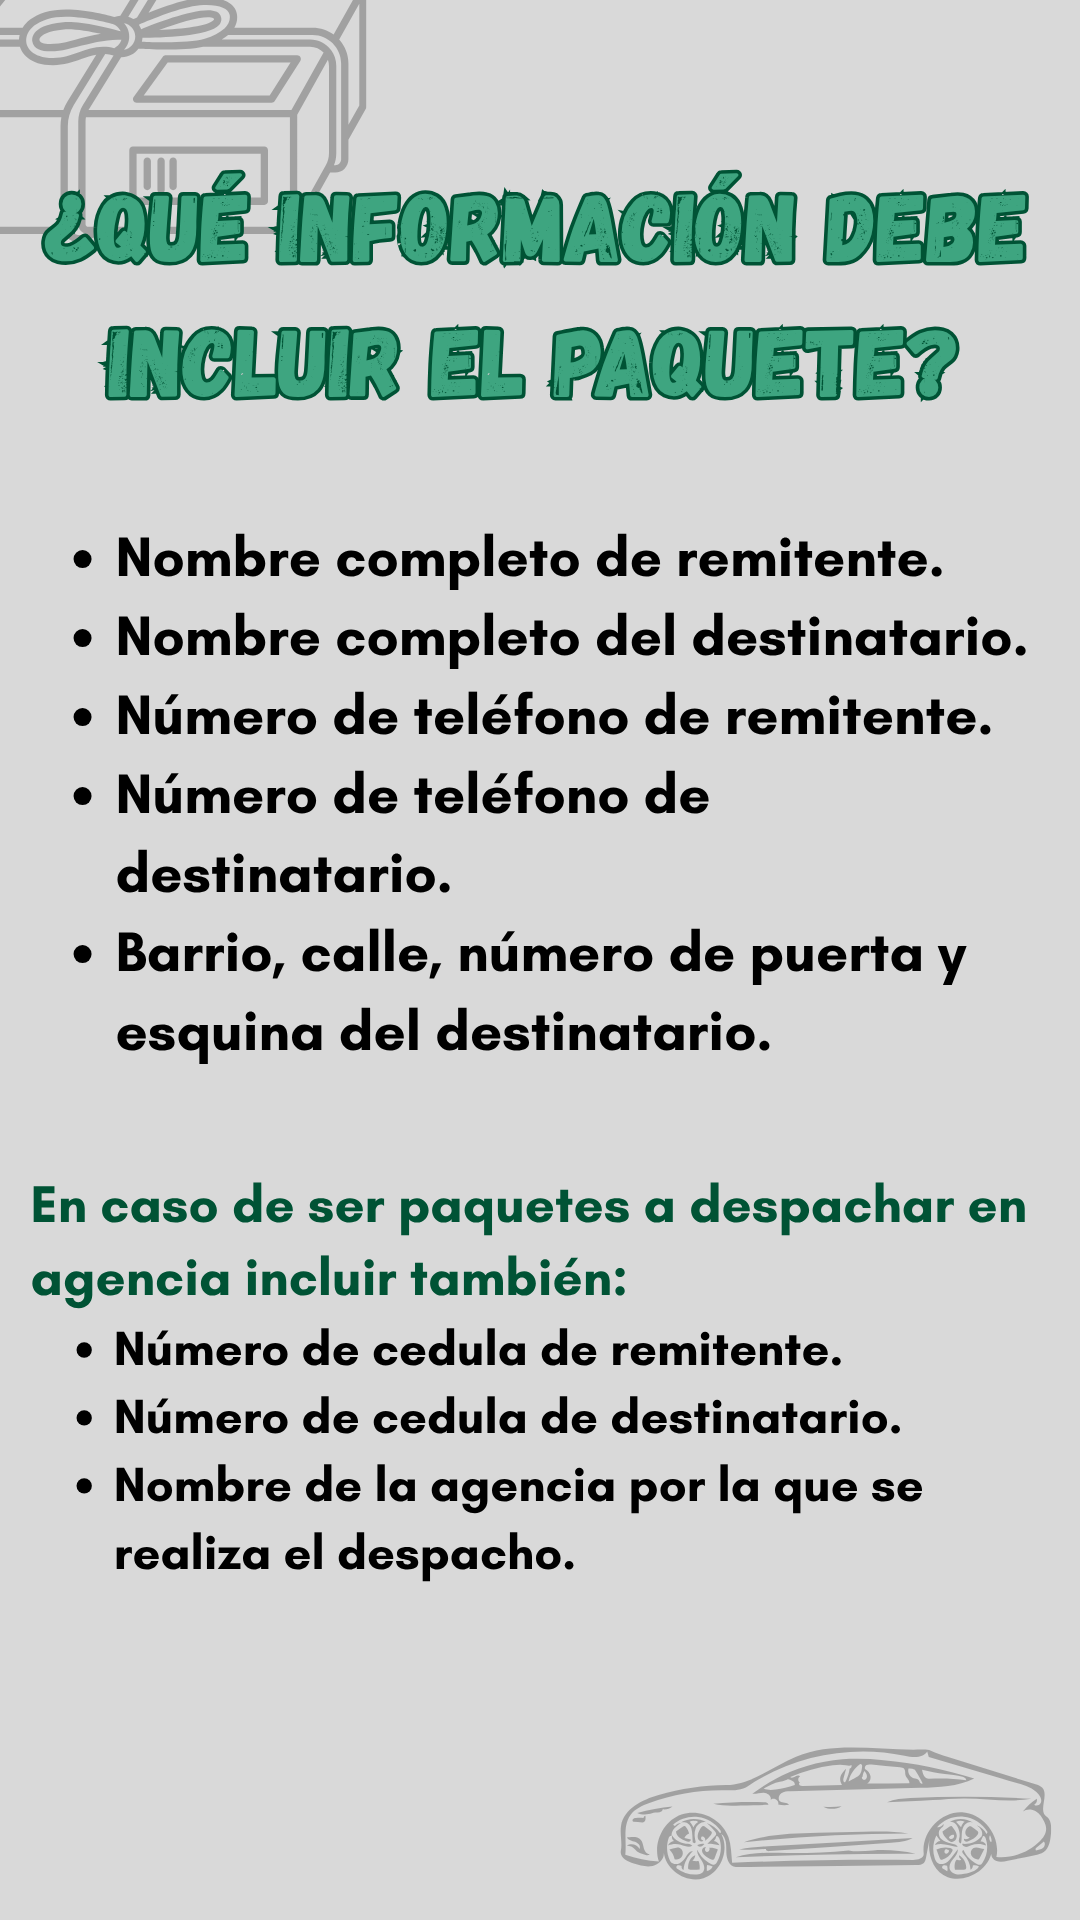 ¿QUÉ INFORMACIÓN DEBE
INCLUIR EL PAQUETE?
• Nombre completo de remitente.
• Nombre completo del destinatario.
• Número de teléfono de remitente.
• Número de teléfono de
destinatario.
• Barrio, calle, número de puerta y
esquina del destinatario.
En caso de ser paquetes a despachar en
agencia incluir también:
• Número de cedula de remitente.
• Número de cedula de destinatario.
• Nombre de la agencia por la que se
realiza el despacho.